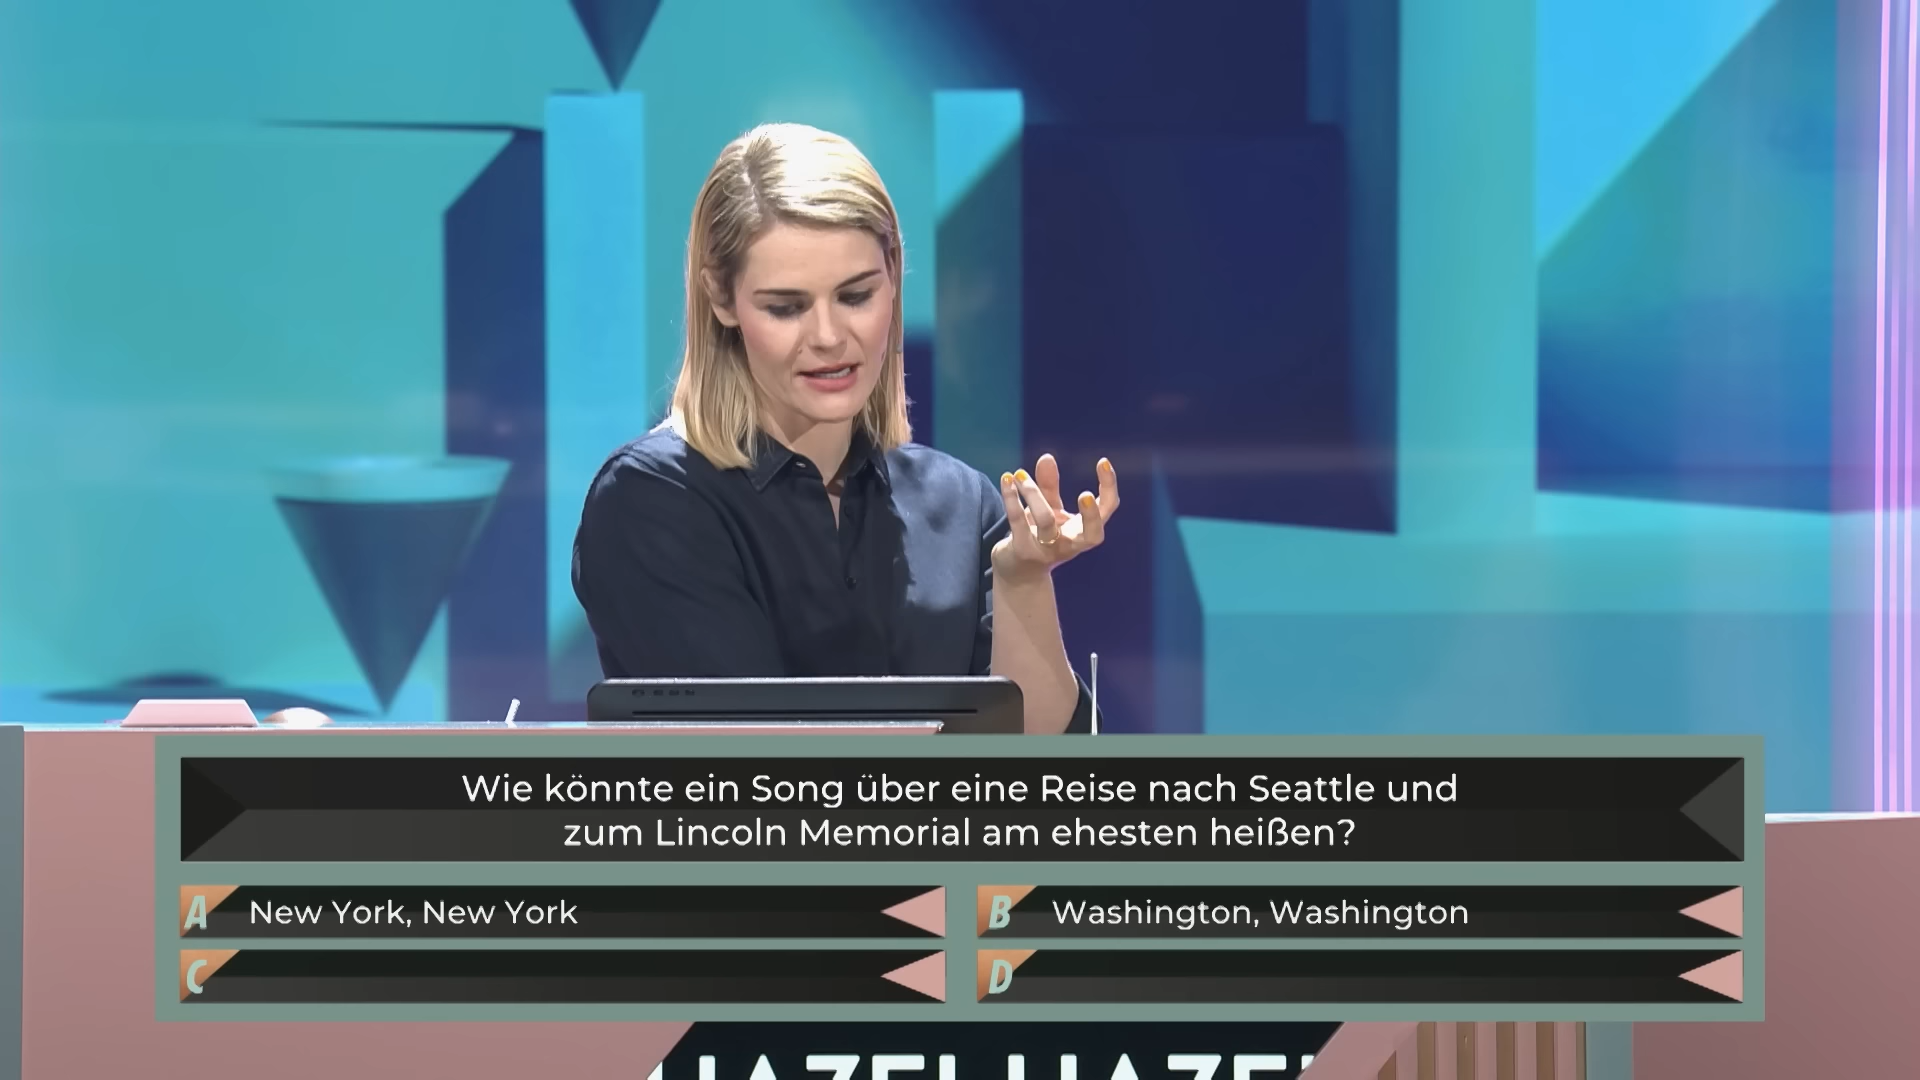 Wie könnte ein Song über eine Reise nach Seattle und
zum Lincoln Memorial am ehesten heißen?
A New York, New York
B Washington, Washington
C
D